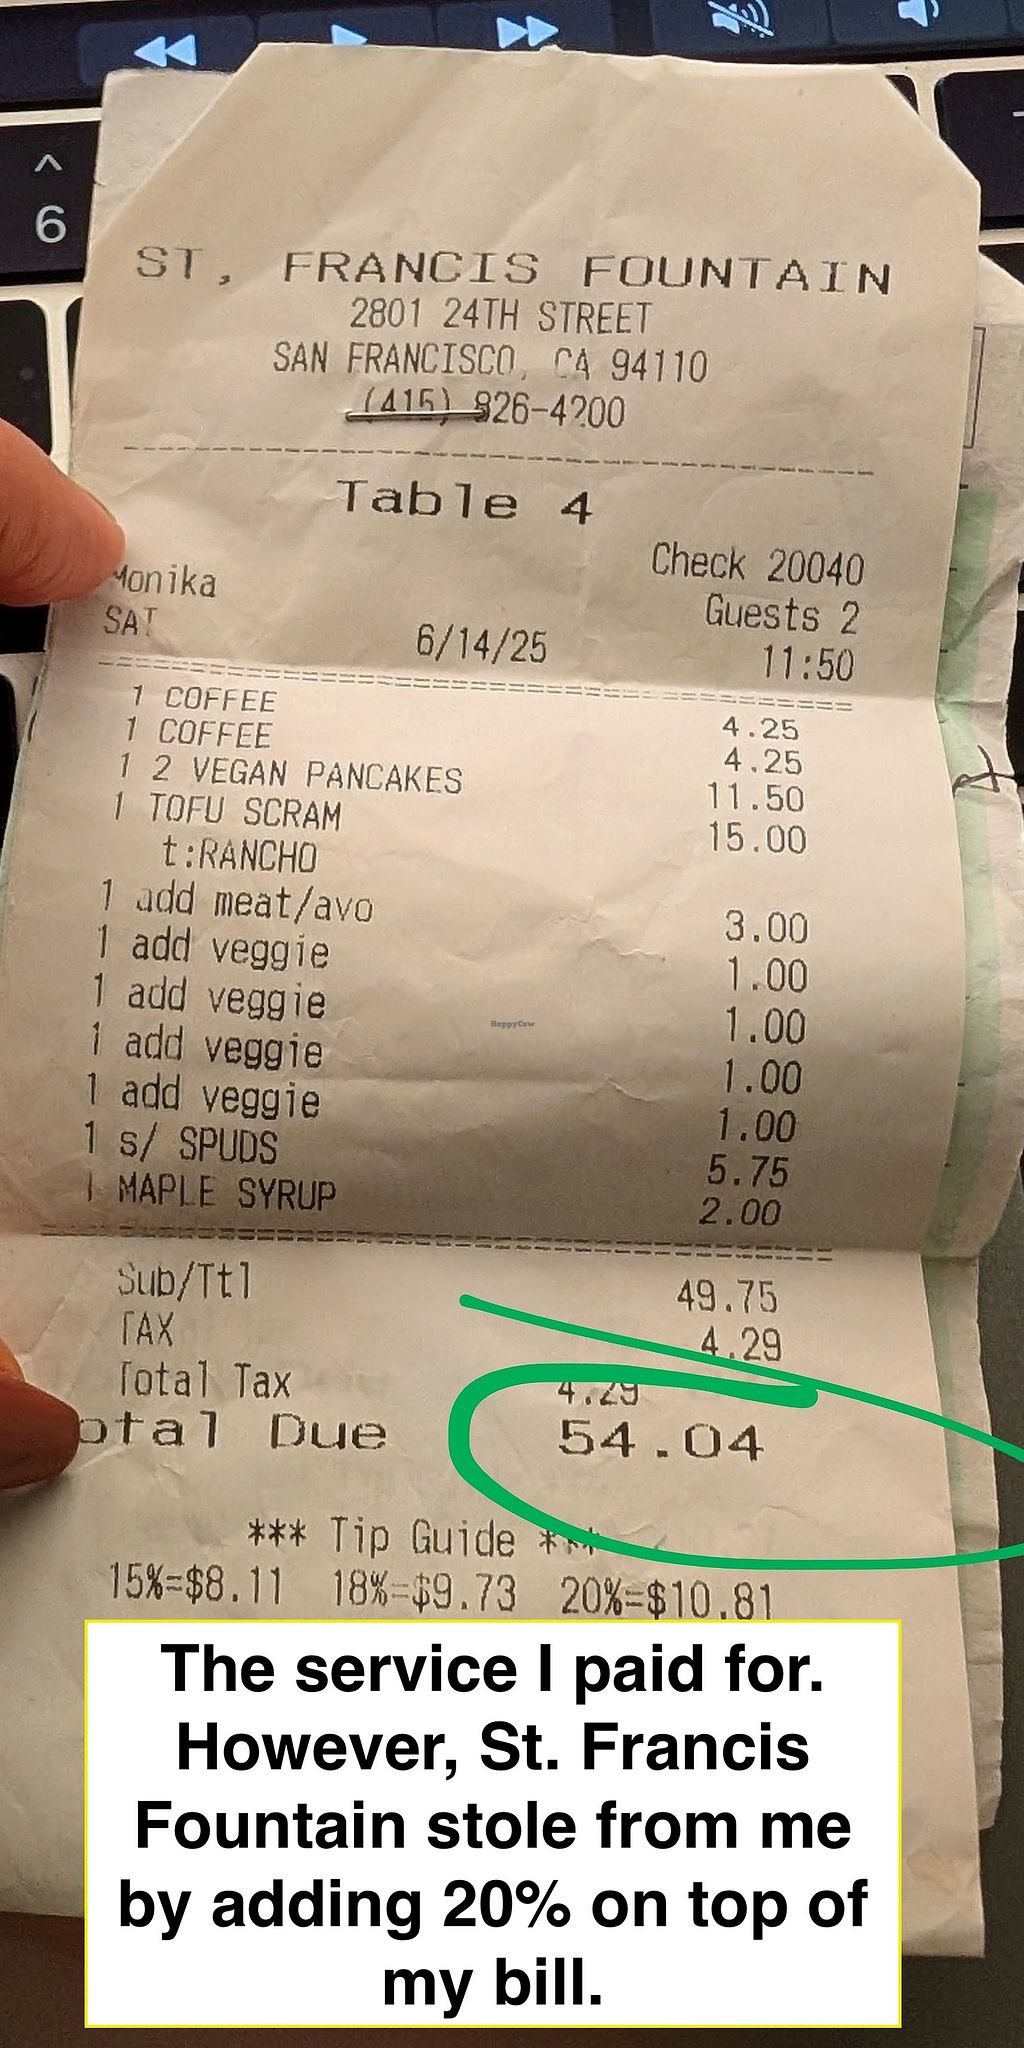 ^
6
ST. FRANCIS FOUNTAIN
2801 24TH STREET
SAN FRANCISCO, CA 94110
(415) 826-4200
Table 4
Check 20040
Monika
Guests 2
SAT 6/14/25 11:50
1 COFFEE 4.25
1 COFFEE 4.25
1 2 VEGAN PANCAKES 11.50
1 TOFU SCRAM 15.00
t:RANCHO
1 add meat/avo 3.00
1 add veggie 1.00
1 add veggie 1.00
1 add veggie 1.00
1 add veggie 1.00
1 s/ SPUDS 5.75
1 MAPLE SYRUP 2.00
Sub/Ttl 49.75
TAX 4.29
Total Tax 4.29
otal Due 54.04
*** Tip Guide ***
15%=$8.11 18%=$9.73 20%=$10.81
HappyCow
The service I paid for.
However, St. Francis
Fountain stole from me
by adding 20% on top of
my bill.